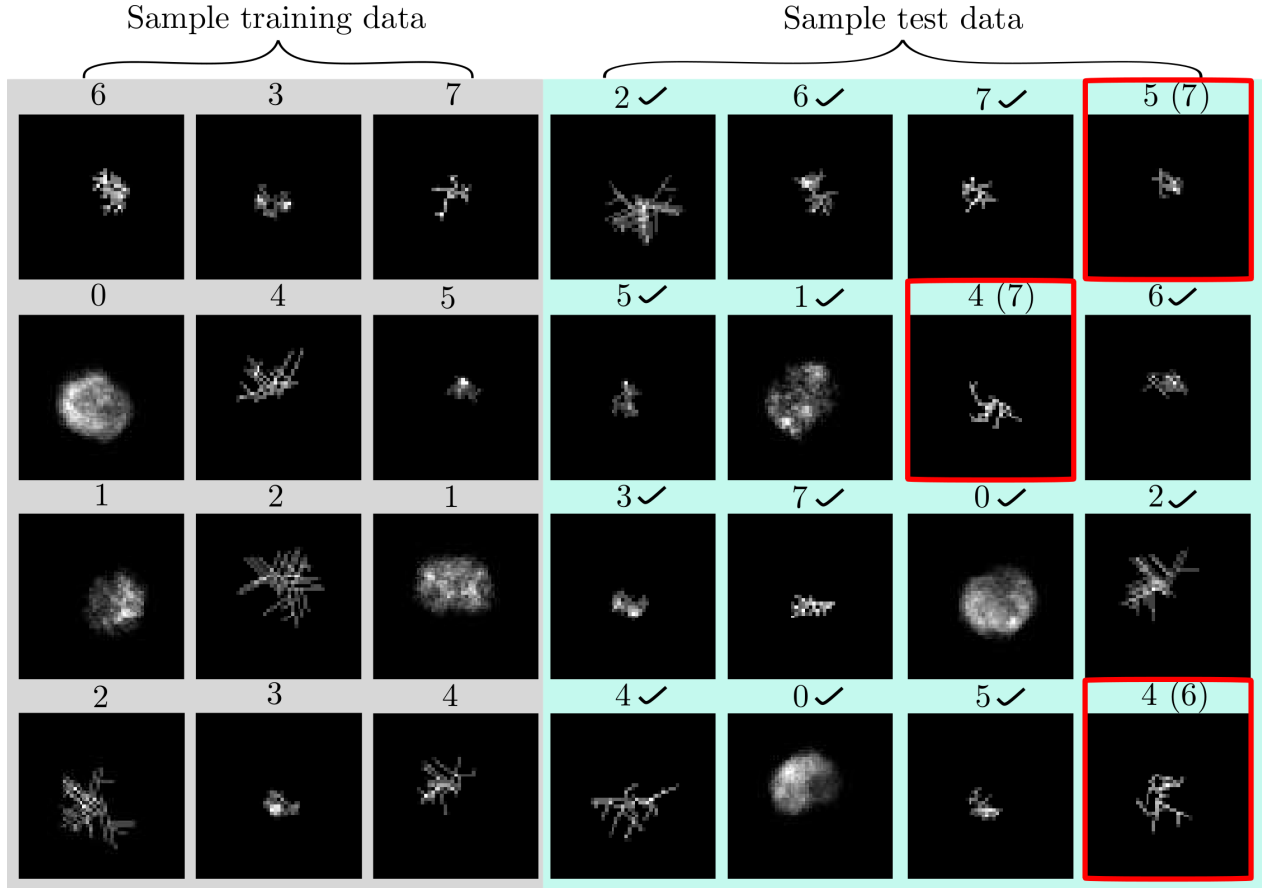 Sample training data Sample test data
6 3 7 2 ✓ 6 ✓ 7 ✓ 5 (7)
0 4 5 5 ✓ 1 ✓ 4 (7) 6 ✓
1 2 1 3 ✓ 7 ✓ 0 ✓ 2 ✓
2 3 4 4 ✓ 0 ✓ 5 ✓ 4 (6)